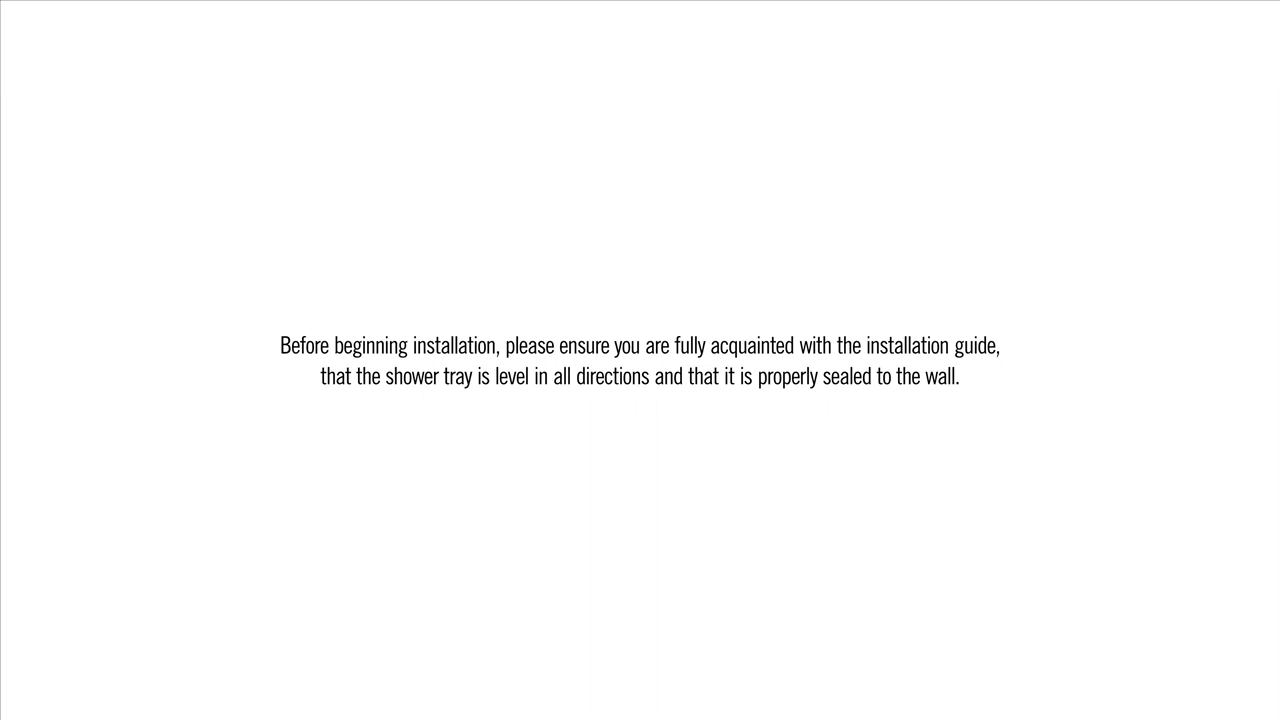 Before beginning installation, please ensure you are fully acquainted with the installation guide,
that the shower tray is level in all directions and that it is properly sealed to the wall.